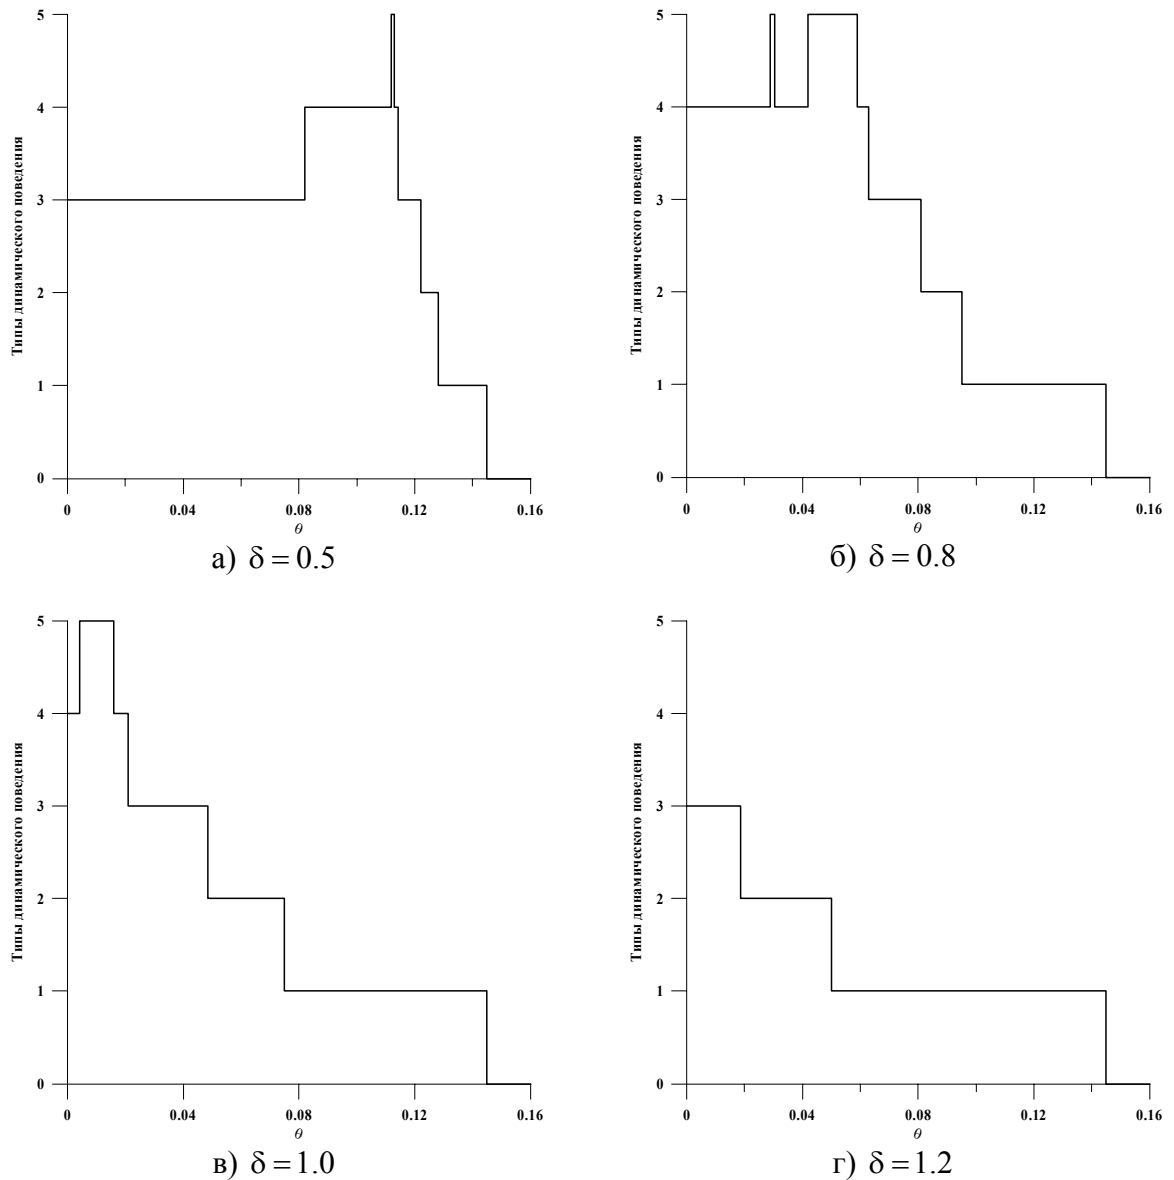 Типы динамического поведения
5
4
3
2
1
0
0 0.04 0.08 0.12 0.16
θ
а) δ = 0.5
Типы динамического поведения
5
4
3
2
1
0
0 0.04 0.08 0.12 0.16
θ
б) δ = 0.8
Типы динамического поведения
5
4
3
2
1
0
0 0.04 0.08 0.12 0.16
θ
в) δ = 1.0
Типы динамического поведения
5
4
3
2
1
0
0 0.04 0.08 0.12 0.16
θ
г) δ = 1.2